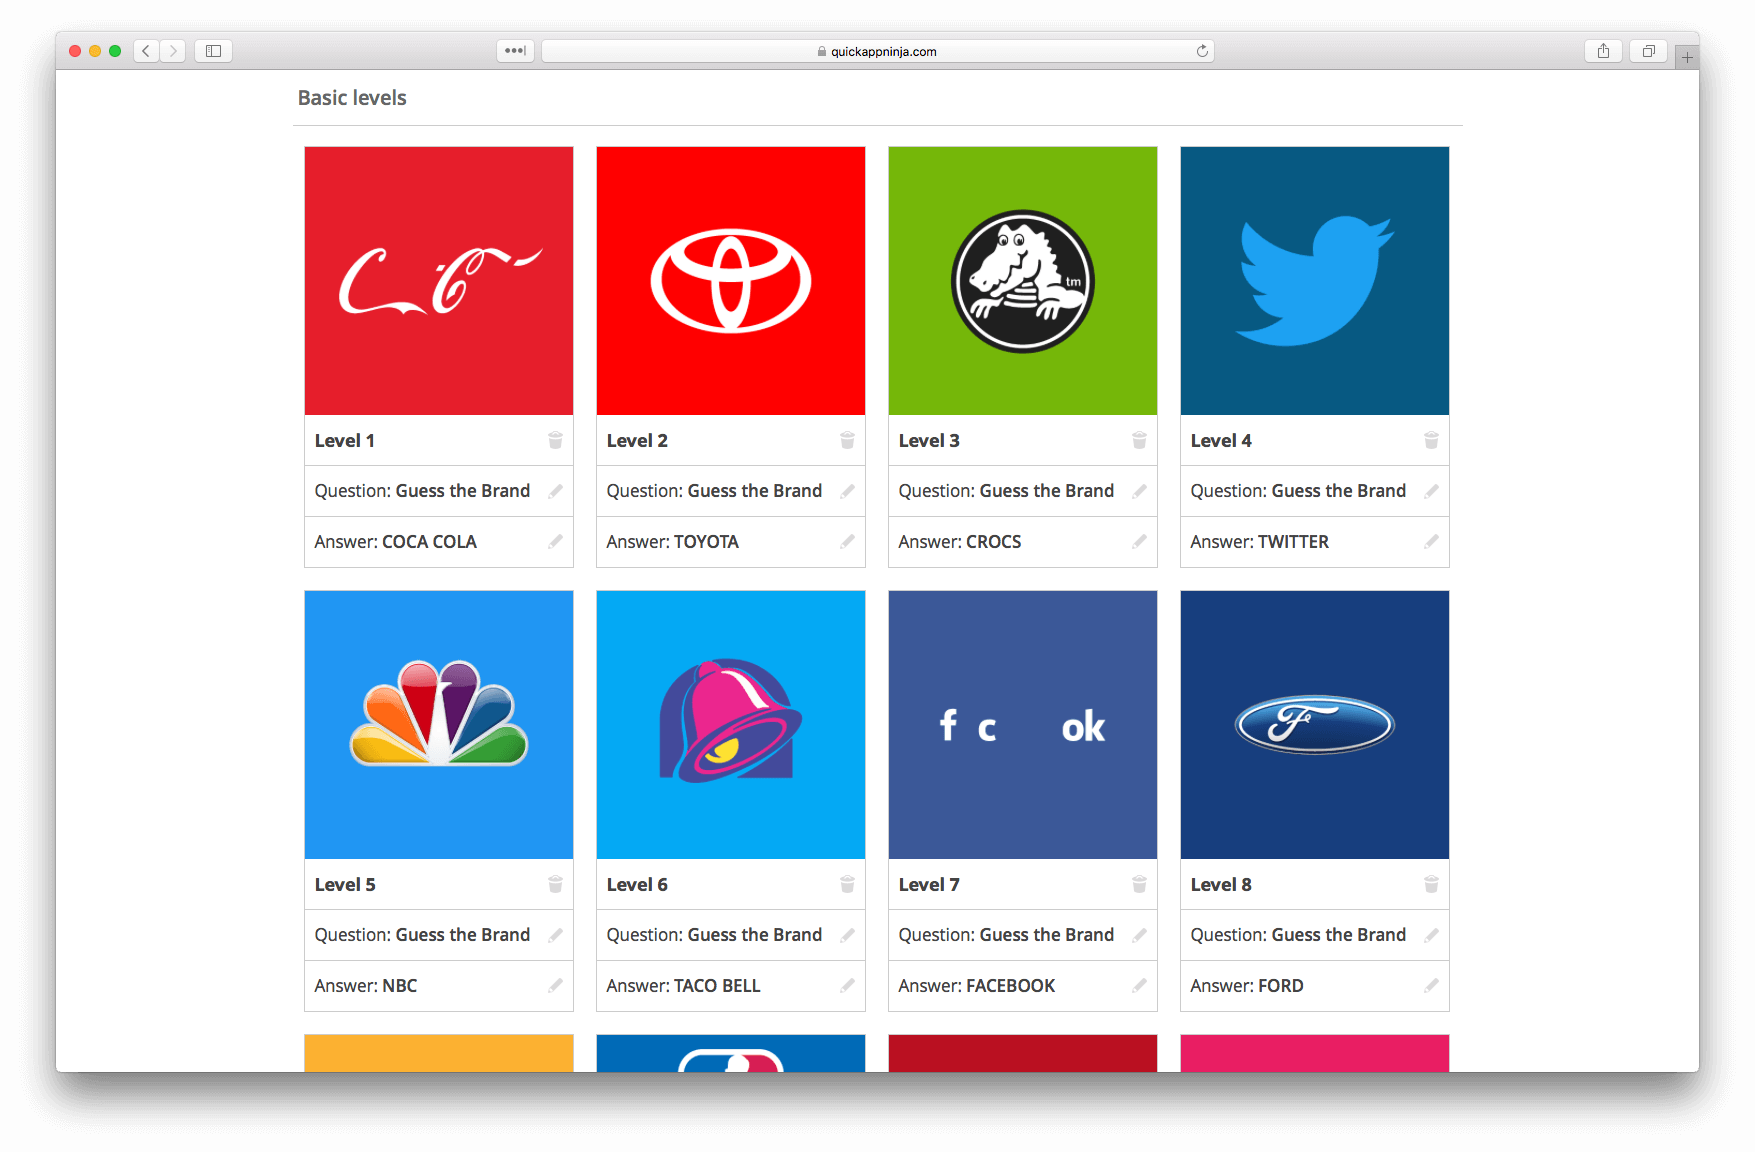 quickappninja.com
Basic levels
tm
Level 1
Level 2
Level 3
Level 4
Question: Guess the Brand
Question: Guess the Brand
Question: Guess the Brand
Question: Guess the Brand
Answer: COCA COLA
Answer: TOYOTA
Answer: CROCS
Answer: TWITTER
f c ok
F
Level 5
Level 6
Level 7
Level 8
Question: Guess the Brand
Question: Guess the Brand
Question: Guess the Brand
Question: Guess the Brand
Answer: NBC
Answer: TACO BELL
Answer: FACEBOOK
Answer: FORD